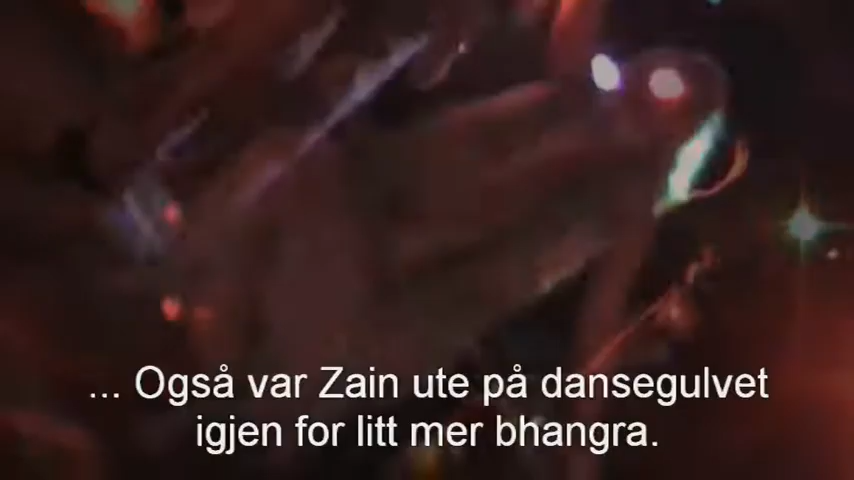 ... Også var Zain ute på dansegulvet
igjen for litt mer bhangra.